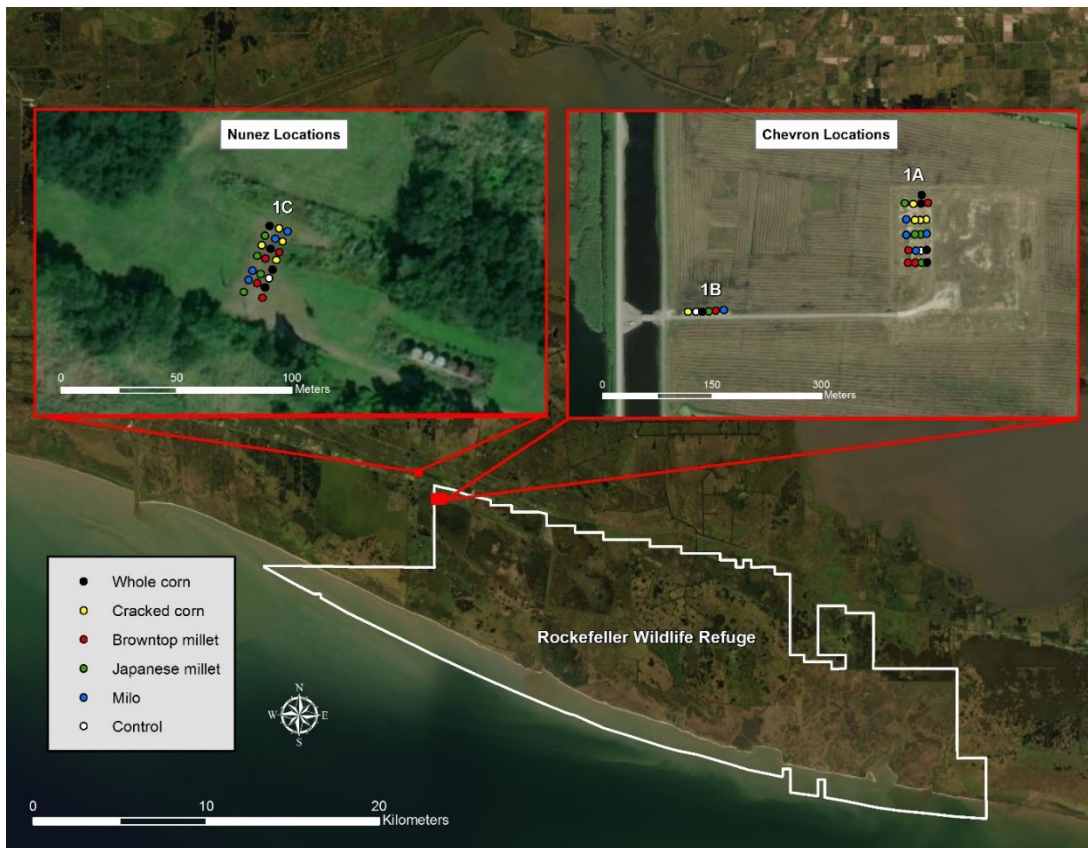 Nunez Locations
Chevron Locations
1A
1C
1B
0 50 100
Meters
0 150 300
Meters
Whole corn
Cracked corn
Browntop millet
Japanese millet
Milo
Control
Rockefeller Wildlife Refuge
N
W E
S
0 10 20
Kilometers